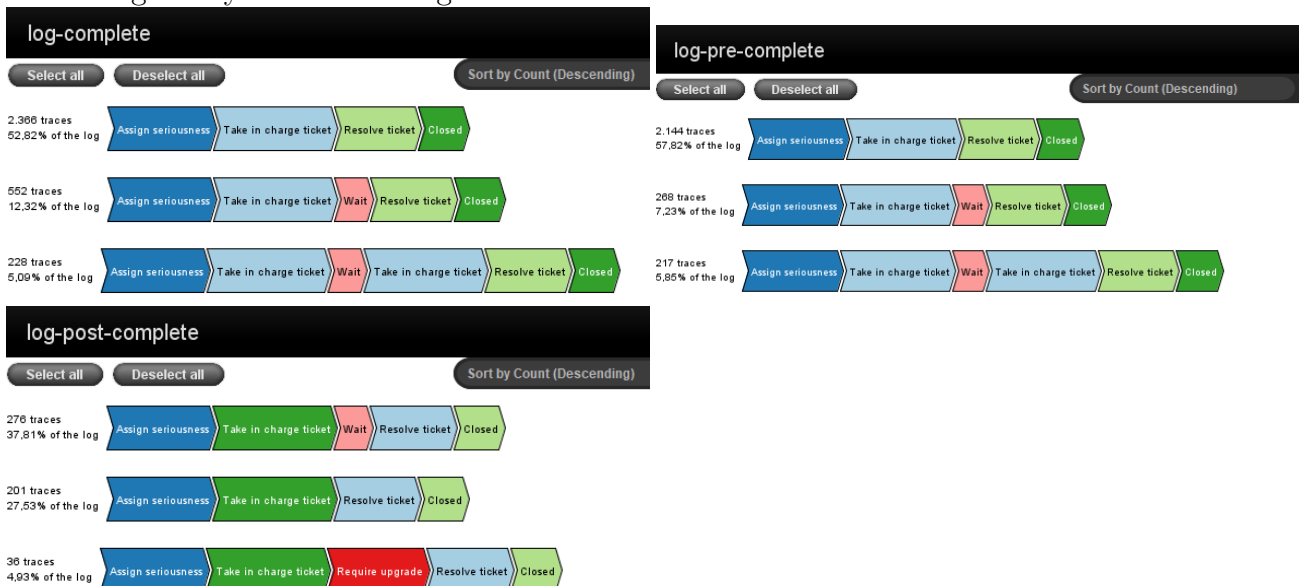 log-complete
Select all Deselect all Sort by Count (Descending)
2.366 traces
52,82% of the log
Assign seriousness Take in charge ticket Resolve ticket Closed
552 traces
12,32% of the log
Assign seriousness Take in charge ticket Wait Resolve ticket Closed
228 traces
5,09% of the log
Assign seriousness Take in charge ticket Wait Take in charge ticket Resolve ticket Closed
log-pre-complete
Select all Deselect all Sort by Count (Descending)
2.144 traces
57,82% of the log
Assign seriousness Take in charge ticket Resolve ticket Closed
268 traces
7,23% of the log
Assign seriousness Take in charge ticket Wait Resolve ticket Closed
217 traces
5,85% of the log
Assign seriousness Take in charge ticket Wait Take in charge ticket Resolve ticket Closed
log-post-complete
Select all Deselect all Sort by Count (Descending)
276 traces
37,81% of the log
Assign seriousness Take in charge ticket Wait Resolve ticket Closed
201 traces
27,53% of the log
Assign seriousness Take in charge ticket Resolve ticket Closed
36 traces
4,93% of the log
Assign seriousness Take in charge ticket Require upgrade Resolve ticket Closed